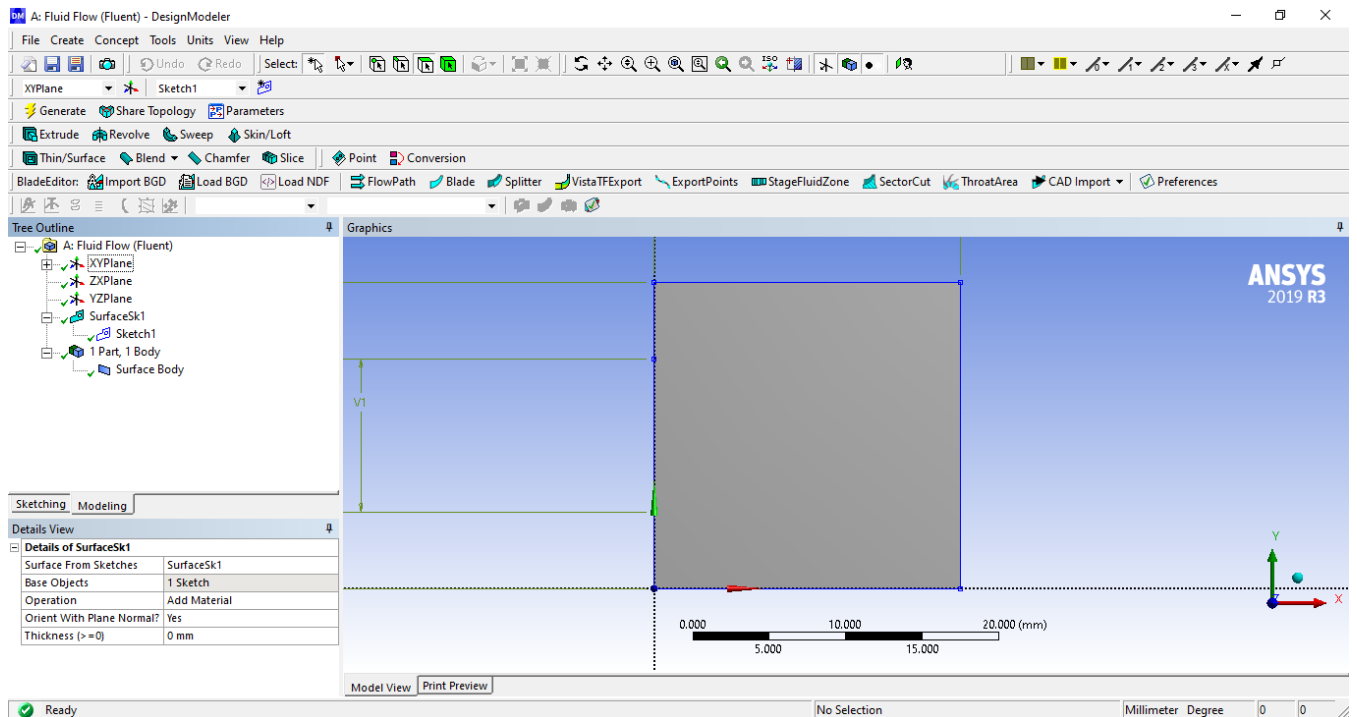 DM A: Fluid Flow (Fluent) - DesignModeler
File Create Concept Tools Units View Help
Undo Redo Select:
XYPlane Sketch1
Generate Share Topology Parameters
Extrude Revolve Sweep Skin/Loft
Thin/Surface Blend Chamfer Slice Point Conversion
BladeEditor: Import BGD Load BGD Load NDF FlowPath Blade Splitter VistaTFExport ExportPoints StageFluidZone SectorCut ThroatArea CAD Import Preferences
Tree Outline
A: Fluid Flow (Fluent)
XYPlane
ZXPlane
YZPlane
SurfaceSk1
Sketch1
1 Part, 1 Body
Surface Body
Sketching Modeling
Details View
Details of SurfaceSk1
Surface From Sketches SurfaceSk1
Base Objects 1 Sketch
Operation Add Material
Orient With Plane Normal? Yes
Thickness (>=0) 0 mm
Graphics
ANSYS
2019 R3
V1
Y
Z X
0.000 10.000 20.000 (mm)
5.000 15.000
Model View Print Preview
Ready No Selection Millimeter Degree 0 0